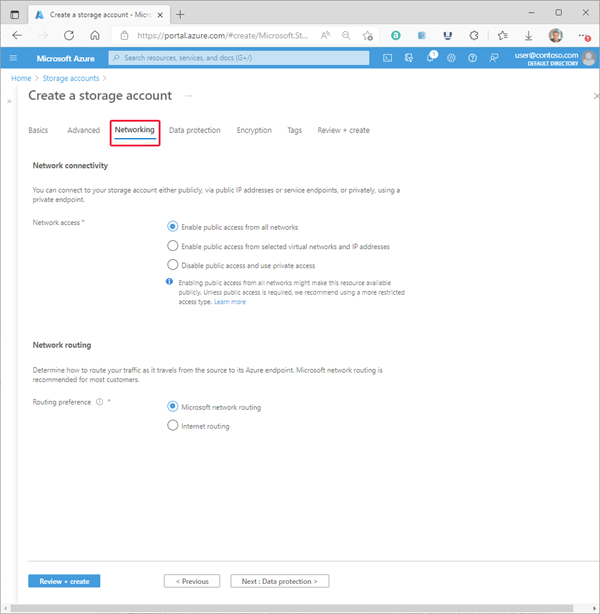 Create a storage account - Micros
https://portal.azure.com/#create/Microsoft.St...
Microsoft Azure
Search resources, services, and docs (G+/)
1
user@contoso.com
DEFAULT DIRECTORY
Home > Storage accounts >
Create a storage account ...
Basics Advanced Networking Data protection Encryption Tags Review + create
Network connectivity
You can connect to your storage account either publicly, via public IP addresses or service endpoints, or privately, using a
private endpoint.
Network access *
Enable public access from all networks
Enable public access from selected virtual networks and IP addresses
Disable public access and use private access
Enabling public access from all networks might make this resource available
publicly. Unless public access is required, we recommend using a more restricted
access type. Learn more
Network routing
Determine how to route your traffic as it travels from the source to its Azure endpoint. Microsoft network routing is
recommended for most customers.
Routing preference *
Microsoft network routing
Internet routing
Review + create
< Previous
Next : Data protection >